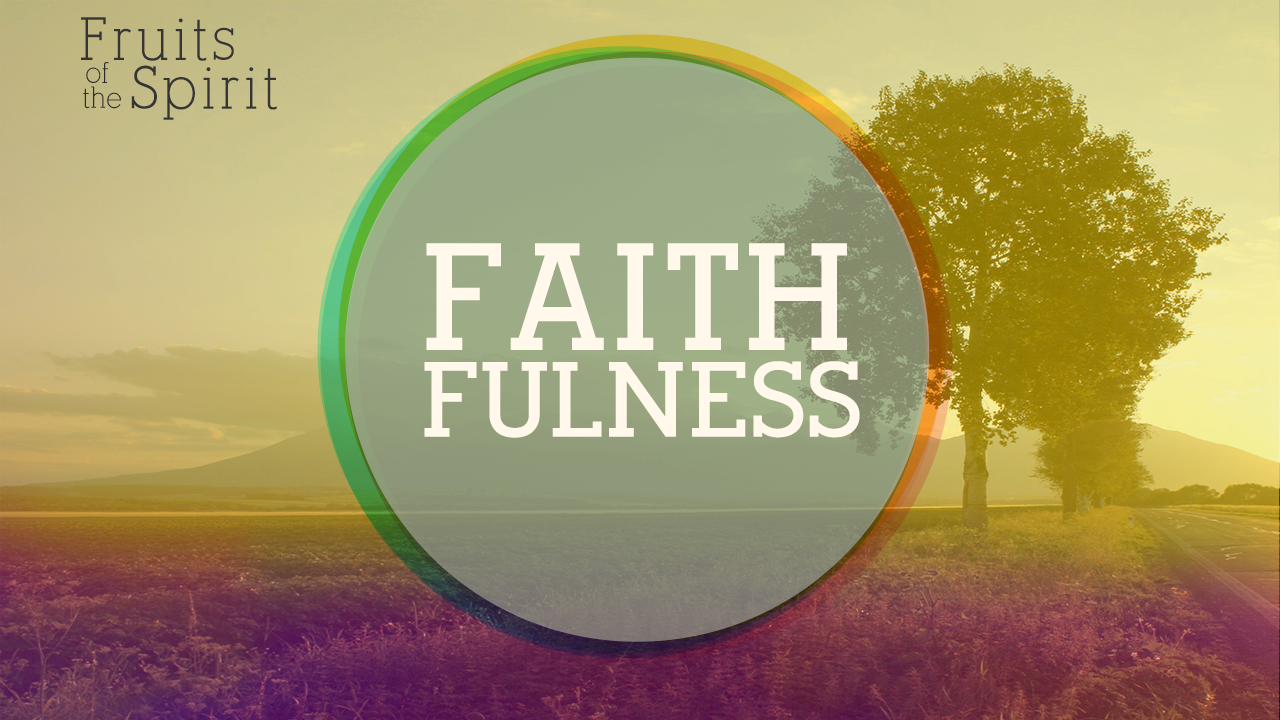 Fruits
of the Spirit
FAITH
FULNESS